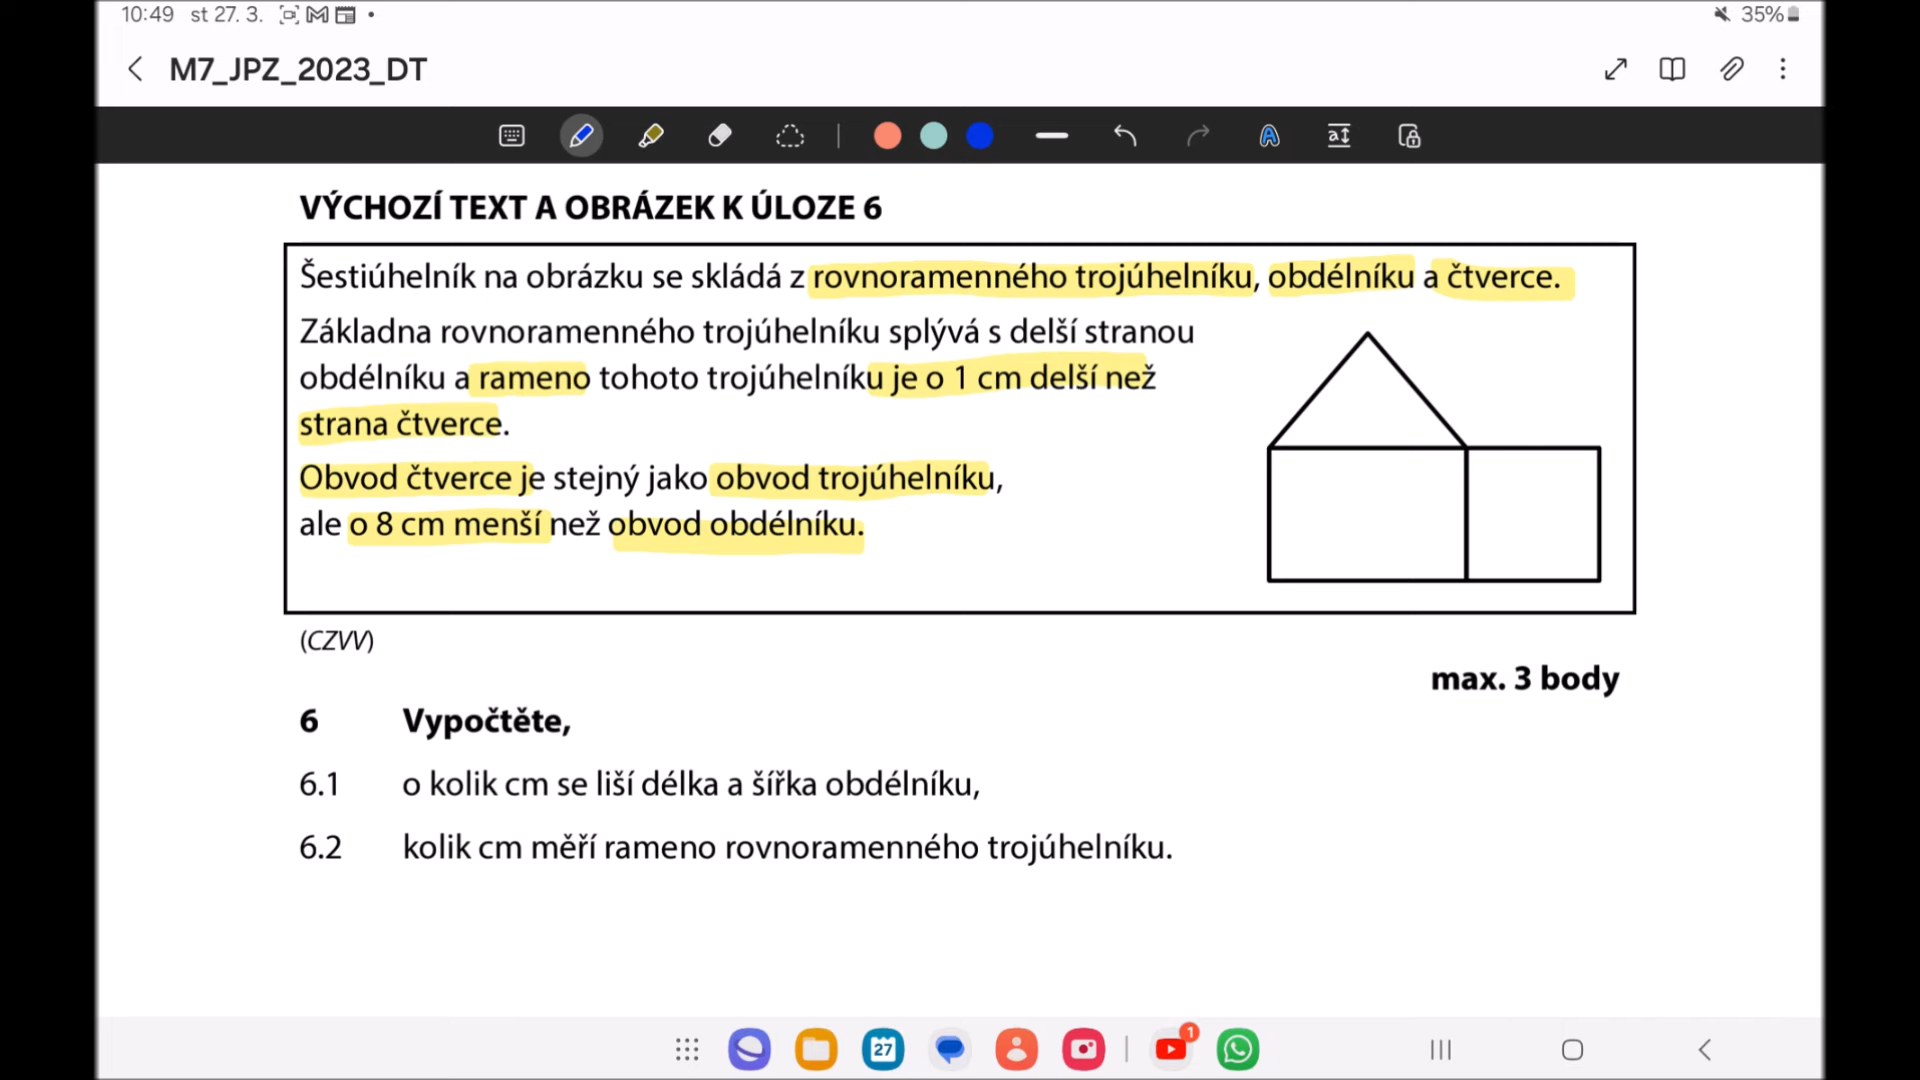 10:49 st 27. 3.
35%
M7_JPZ_2023_DT
VÝCHOZÍ TEXT A OBRÁZEK K ÚLOZE 6
Šestiúhelník na obrázku se skládá z rovnoramenného trojúhelníku, obdélníku a čtverce.
Základna rovnoramenného trojúhelníku splývá s delší stranou
obdélníku a rameno tohoto trojúhelníku je o 1 cm delší než
strana čtverce.
Obvod čtverce je stejný jako obvod trojúhelníku,
ale o 8 cm menší než obvod obdélníku.
(CZVV)
max. 3 body
6 Vypočtěte,
6.1 o kolik cm se liší délka a šířka obdélníku,
6.2 kolik cm měří rameno rovnoramenného trojúhelníku.
27
1